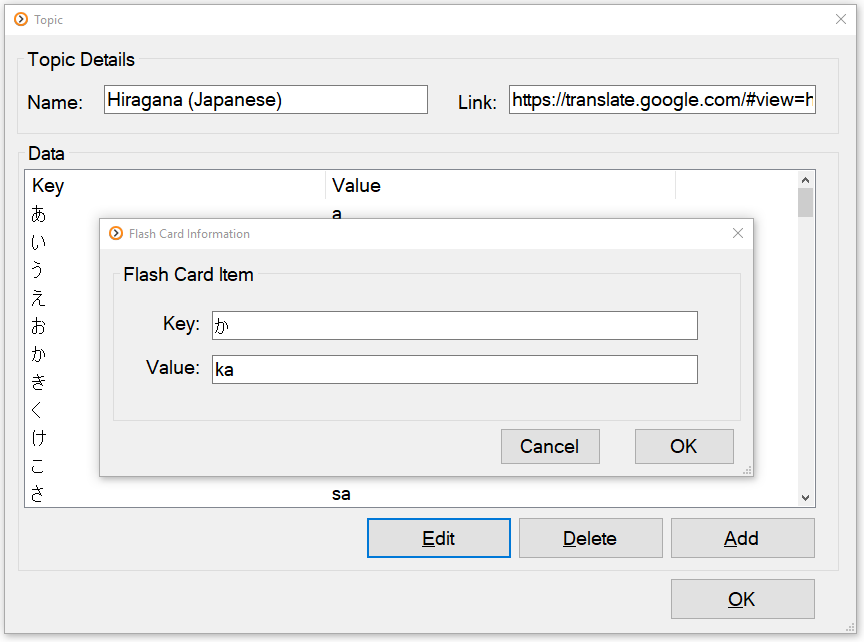 Topic
Topic Details
Name: Hiragana (Japanese) Link: https://translate.google.com/#view=h
Data
Key Value
あ a
Flash Card Information
い
Flash Card Item
う
え
Key: か
お
か
Value: ka
き
く
け
Cancel OK
こ
さ sa
Edit Delete Add
OK